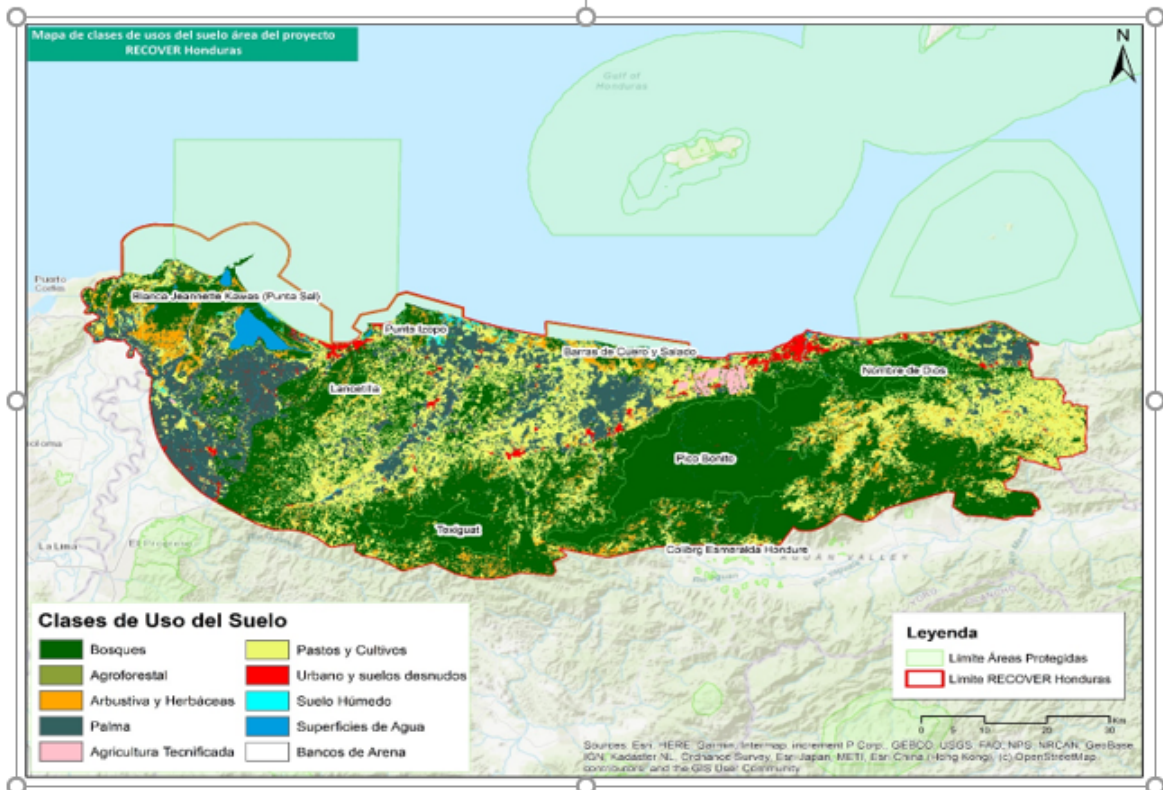 Mapa de clases de usos del suelo área del proyecto
RECOVER Honduras
N
Gulf of
Honduras
Puerto
Cortes
Blanca Jeannette Kawas (Punta Sal)
Punta Izopo
Barras de Cuero y Salado
Lancetilla
Nombre de Dios
Pico Bonito
Texiguat
Colibrí Esmeralda Hondure
AGUÁN VALLEY
La Lima
El Progreso
Clases de Uso del Suelo
Bosques
Agroforestal
Arbustiva y Herbáceas
Palma
Agricultura Tecnificada
Pastos y Cultivos
Urbano y suelos desnudos
Suelo Húmedo
Superficies de Agua
Bancos de Arena
Leyenda
Límite Áreas Protegidas
Límite RECOVER Honduras
0 5 10 20 30
Km
Sources: Esri, HERE, Garmin, Intermap, increment P Corp., GEBCO, USGS, FAO, NPS, NRCAN, GeoBase,
IGN, Kadaster NL, Ordnance Survey, Esri Japan, METI, Esri China (Hong Kong), (c) OpenStreetMap
contributors, and the GIS User Community